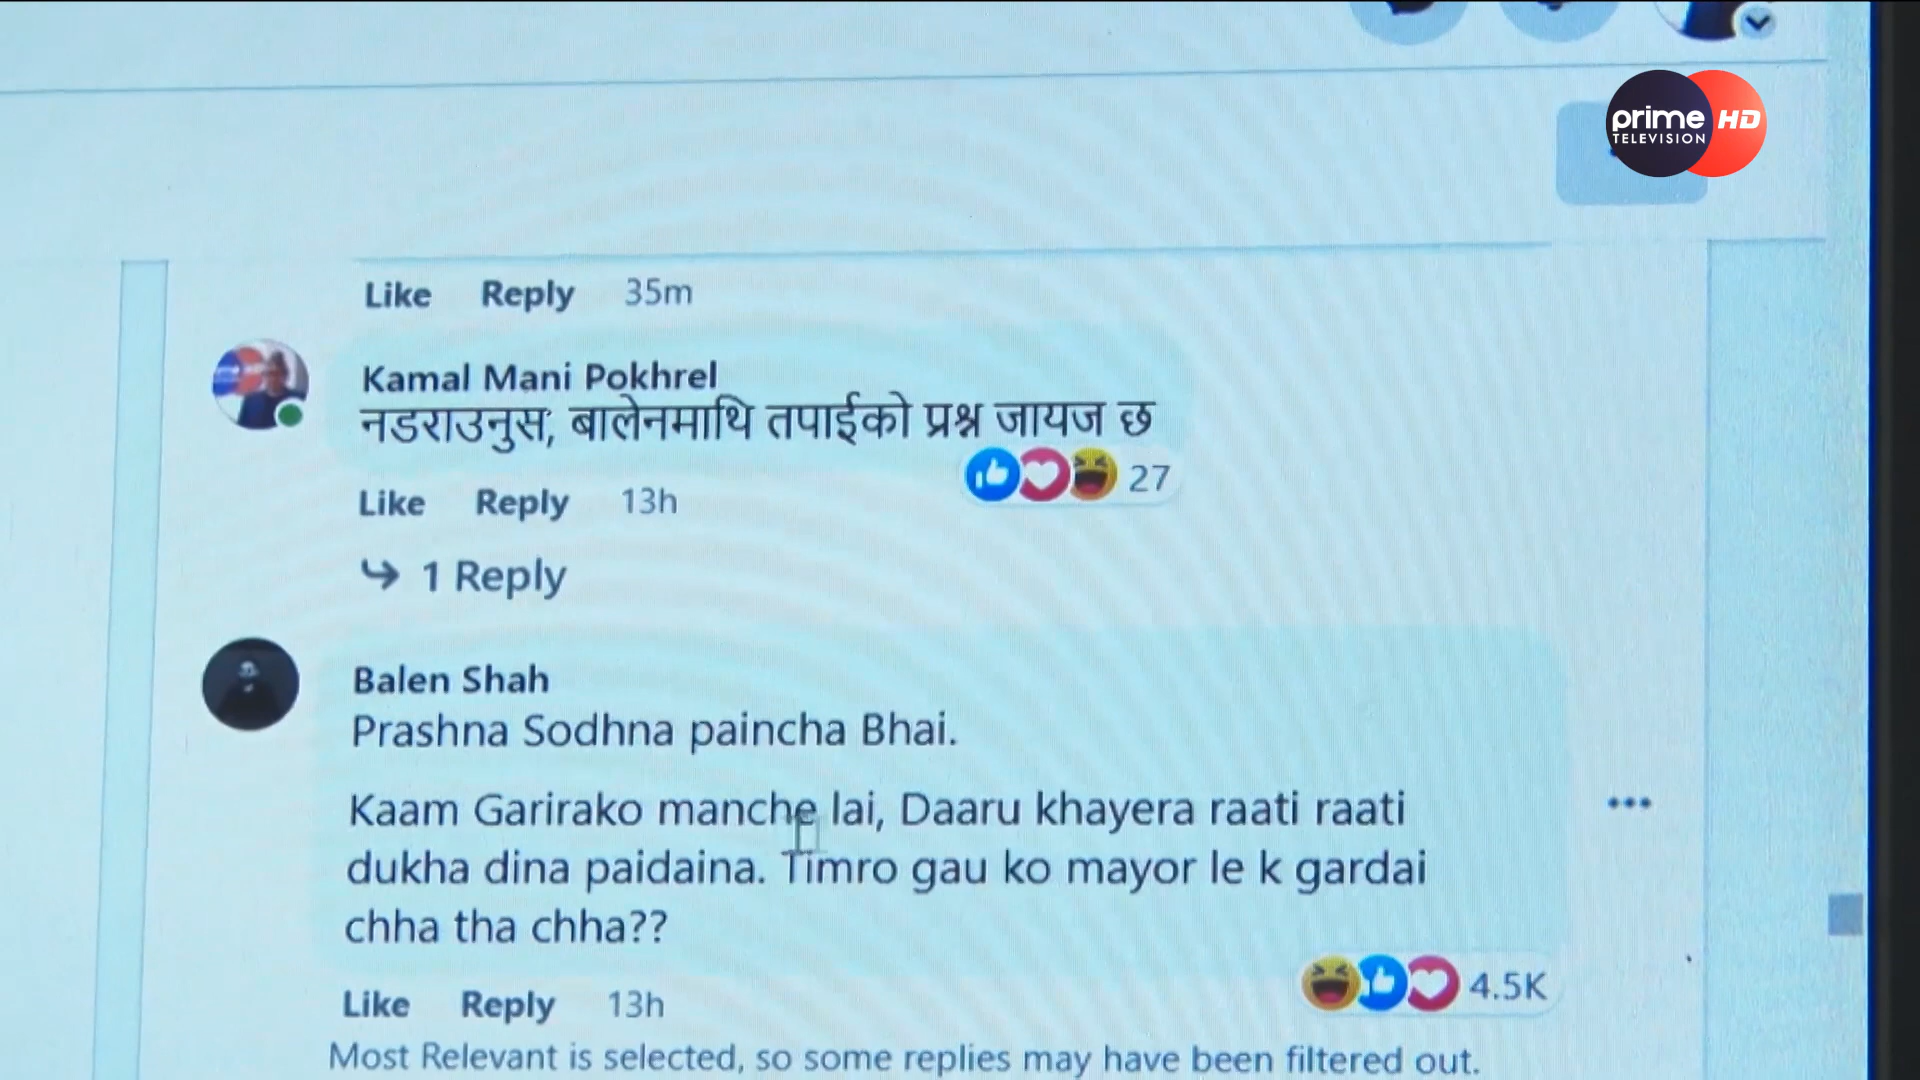 prime HD
TELEVISION
Like Reply 35m
Kamal Mani Pokhrel
नडराउनुस, बालेनमाथि तपाईको प्रश्न जायज छ
27
Like Reply 13h
1 Reply
Balen Shah
Prashna Sodhna paincha Bhai.
Kaam Garirako manche lai, Daaru khayera raati raati
dukha dina paidaina. Timro gau ko mayor le k gardai
chha tha chha??
4.5K
Like Reply 13h
Most Relevant is selected, so some replies may have been filtered out.